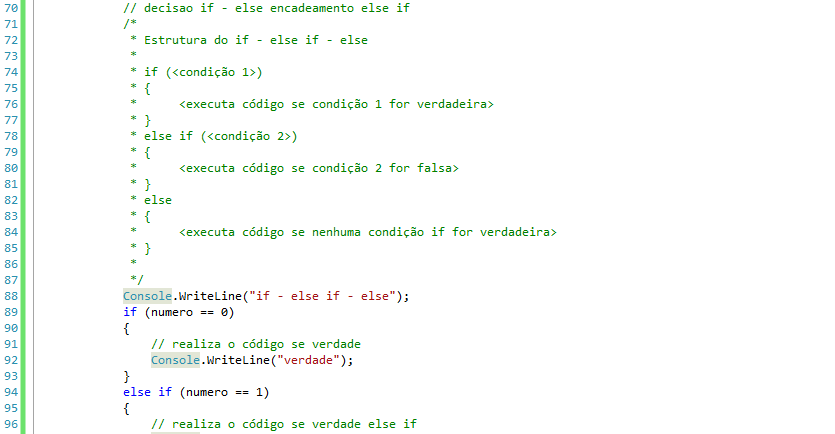 70 // decisao if - else encadeamento else if
71 /*
72 * Estrutura do if - else if - else
73 *
74 * if (<condição 1>)
75 * {
76 * <executa código se condição 1 for verdadeira>
77 * }
78 * else if (<condição 2>)
79 * {
80 * <executa código se condição 2 for falsa>
81 * }
82 * else
83 * {
84 * <executa código se nenhuma condição if for verdadeira>
85 * }
86 *
87 */
88 Console.WriteLine("if - else if - else");
89 if (numero == 0)
90 {
91 // realiza o código se verdade
92 Console.WriteLine("verdade");
93 }
94 else if (numero == 1)
95 {
96 // realiza o código se verdade else if